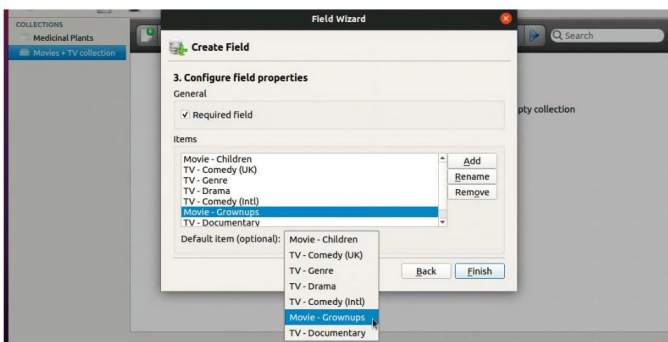 Field Wizard
COLLECTIONS
Medicinal Plants
Movies + TV collection
Search
Create Field
3. Configure field properties
General
Required field
pty collection
Items
Movie - Children
TV - Comedy (UK)
TV - Genre
TV - Drama
TV - Comedy (Intl)
Movie - Grownups
TV - Documentary
Add
Rename
Remove
Default item (optional):
Movie - Children
TV - Comedy (UK)
TV - Genre
TV - Drama
TV - Comedy (Intl)
Movie - Grownups
TV - Documentary
Back
Finish